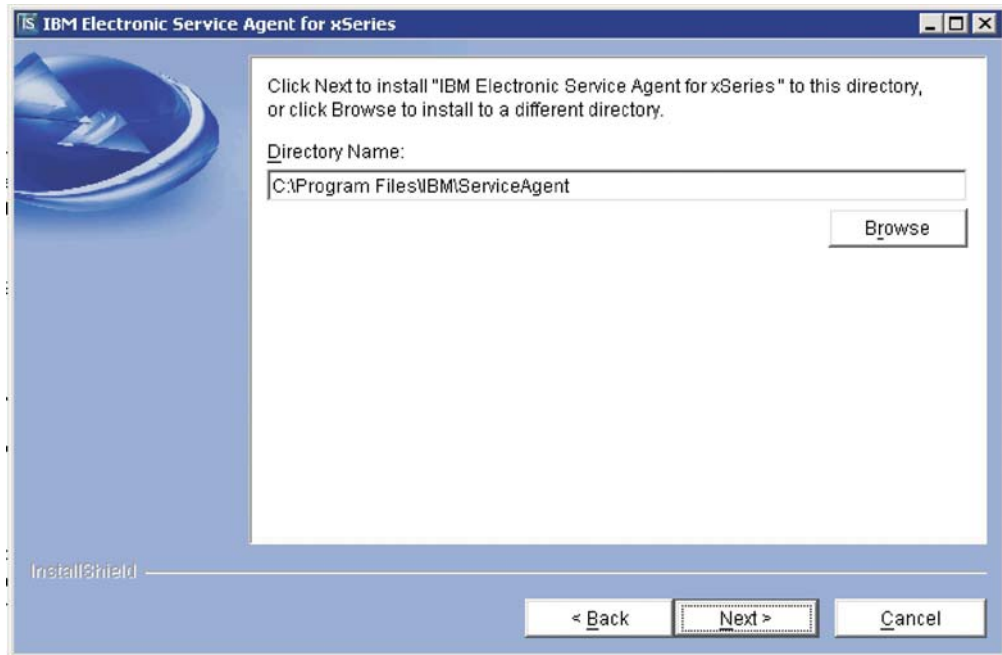 IS IBM Electronic Service Agent for xSeries
Click Next to install "IBM Electronic Service Agent for xSeries" to this directory,
or click Browse to install to a different directory.
Directory Name:
C:\Program Files\IBM\ServiceAgent
Browse
InstallShield
< Back Next > Cancel